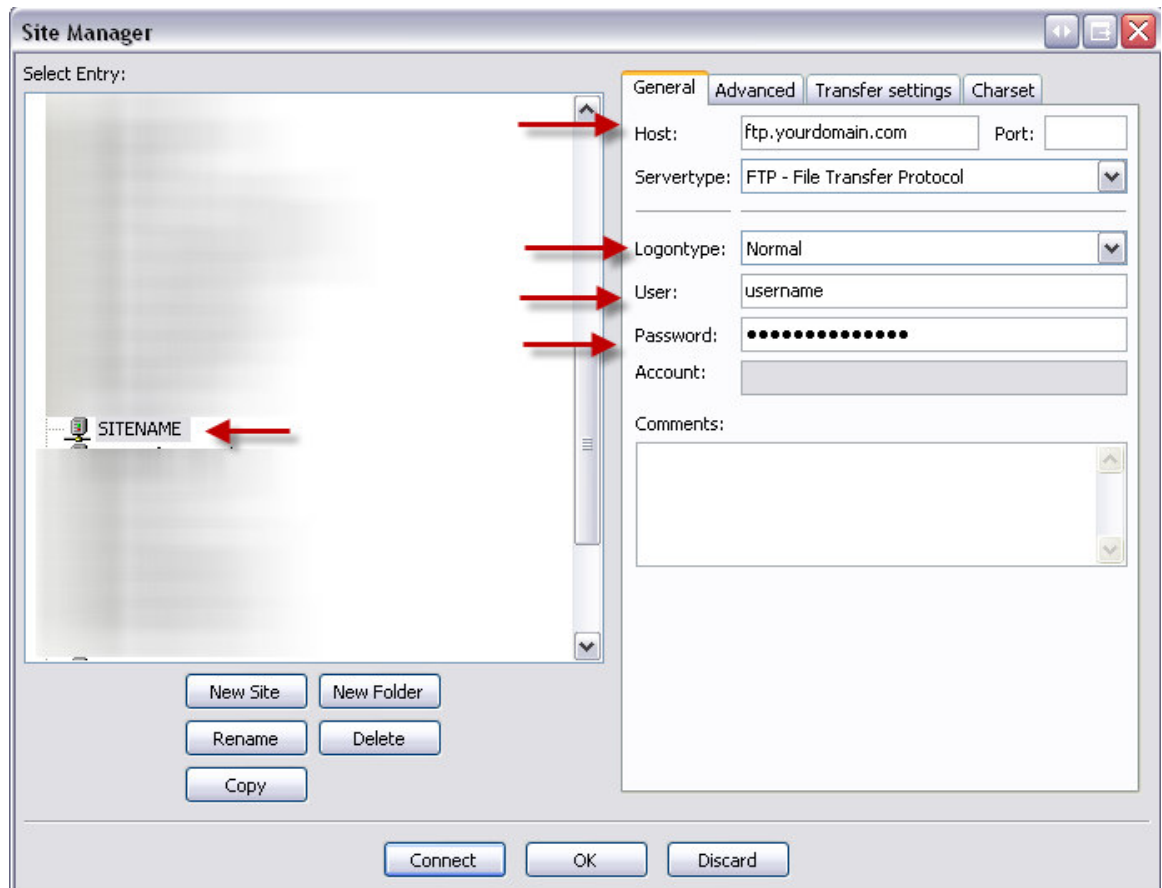 Site Manager
Select Entry:
SITENAME
New Site New Folder
Rename Delete
Copy
General Advanced Transfer settings Charset
Host: ftp.yourdomain.com Port:
Servertype: FTP - File Transfer Protocol
Logontype: Normal
User: username
Password: ••••••••••••••
Account:
Comments:
Connect OK Discard